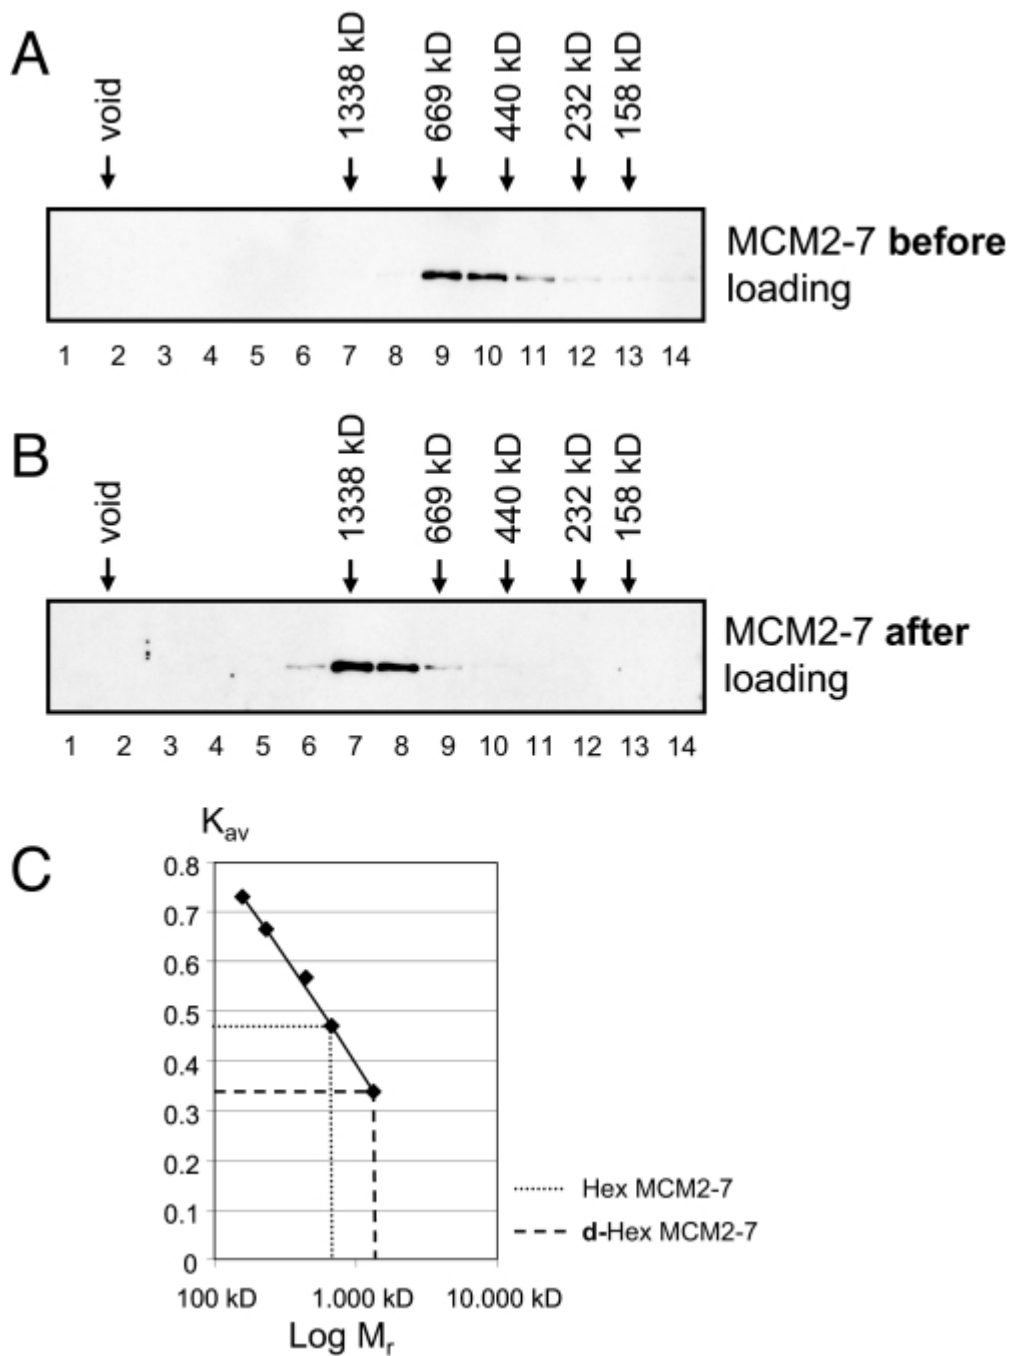 A
void
1338 kD
669 kD
440 kD
232 kD
158 kD
MCM2-7 before
loading
1 2 3 4 5 6 7 8 9 10 11 12 13 14
B
void
1338 kD
669 kD
440 kD
232 kD
158 kD
MCM2-7 after
loading
1 2 3 4 5 6 7 8 9 10 11 12 13 14
C
Kav
0.8
0.7
0.6
0.5
0.4
0.3
0.2
0.1
0
100 kD 1.000 kD 10.000 kD
Log Mr
Hex MCM2-7
d-Hex MCM2-7